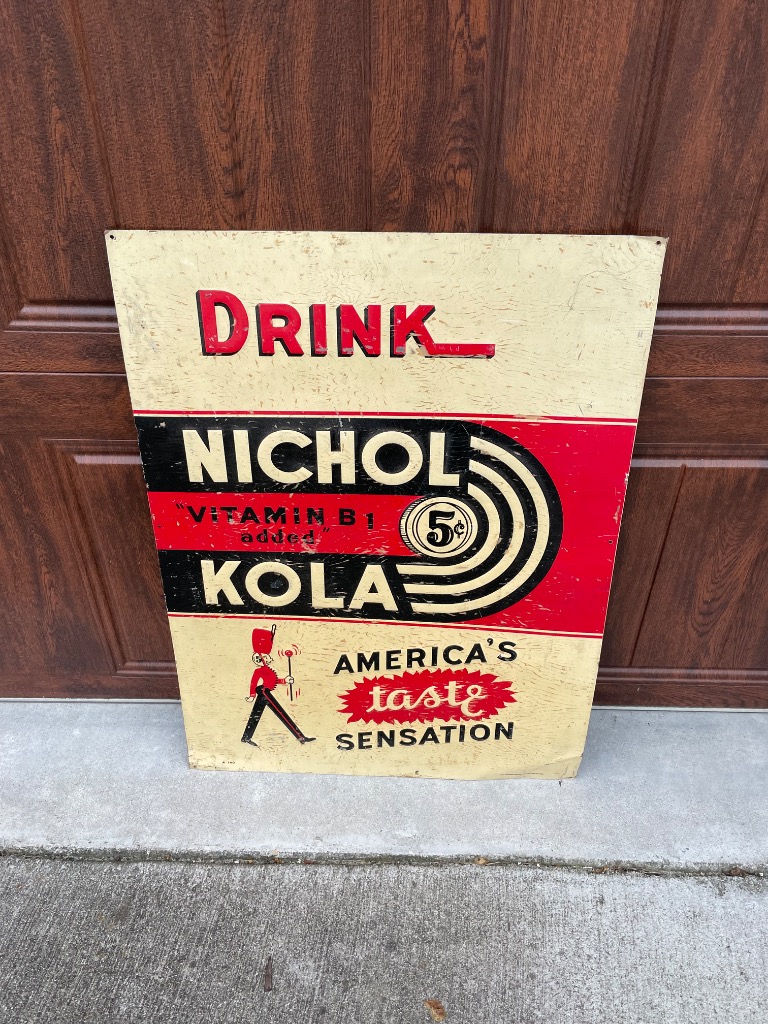 DRINK
NICHOL
"VITAMIN B1
added"
5¢
KOLA
AMERICA'S
taste
SENSATION